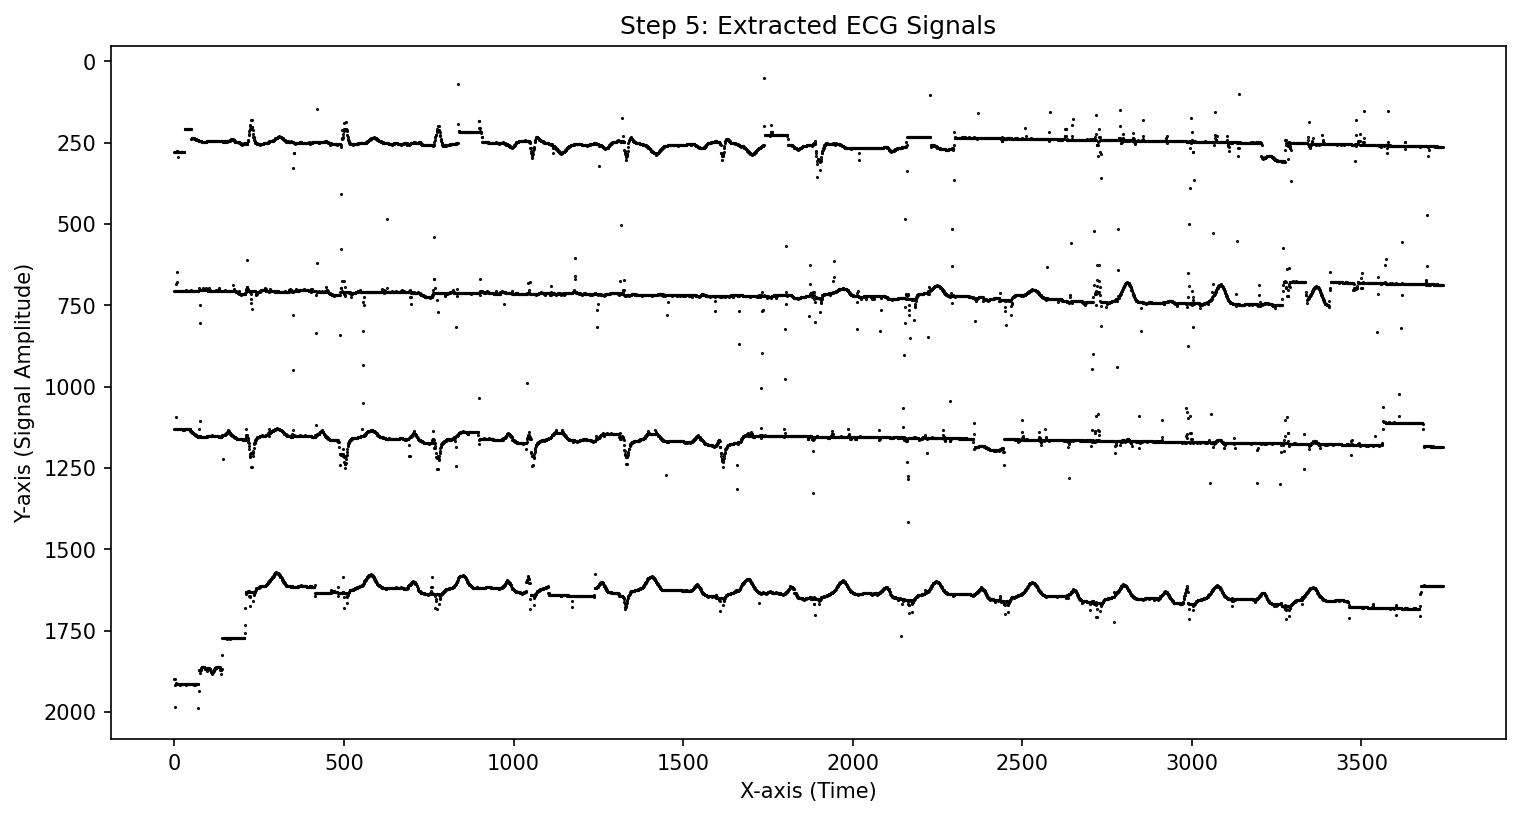 Step 5: Extracted ECG Signals
0
250
500
750
1000
1250
1500
1750
2000
Y-axis (Signal Amplitude)
0 500 1000 1500 2000 2500 3000 3500
X-axis (Time)